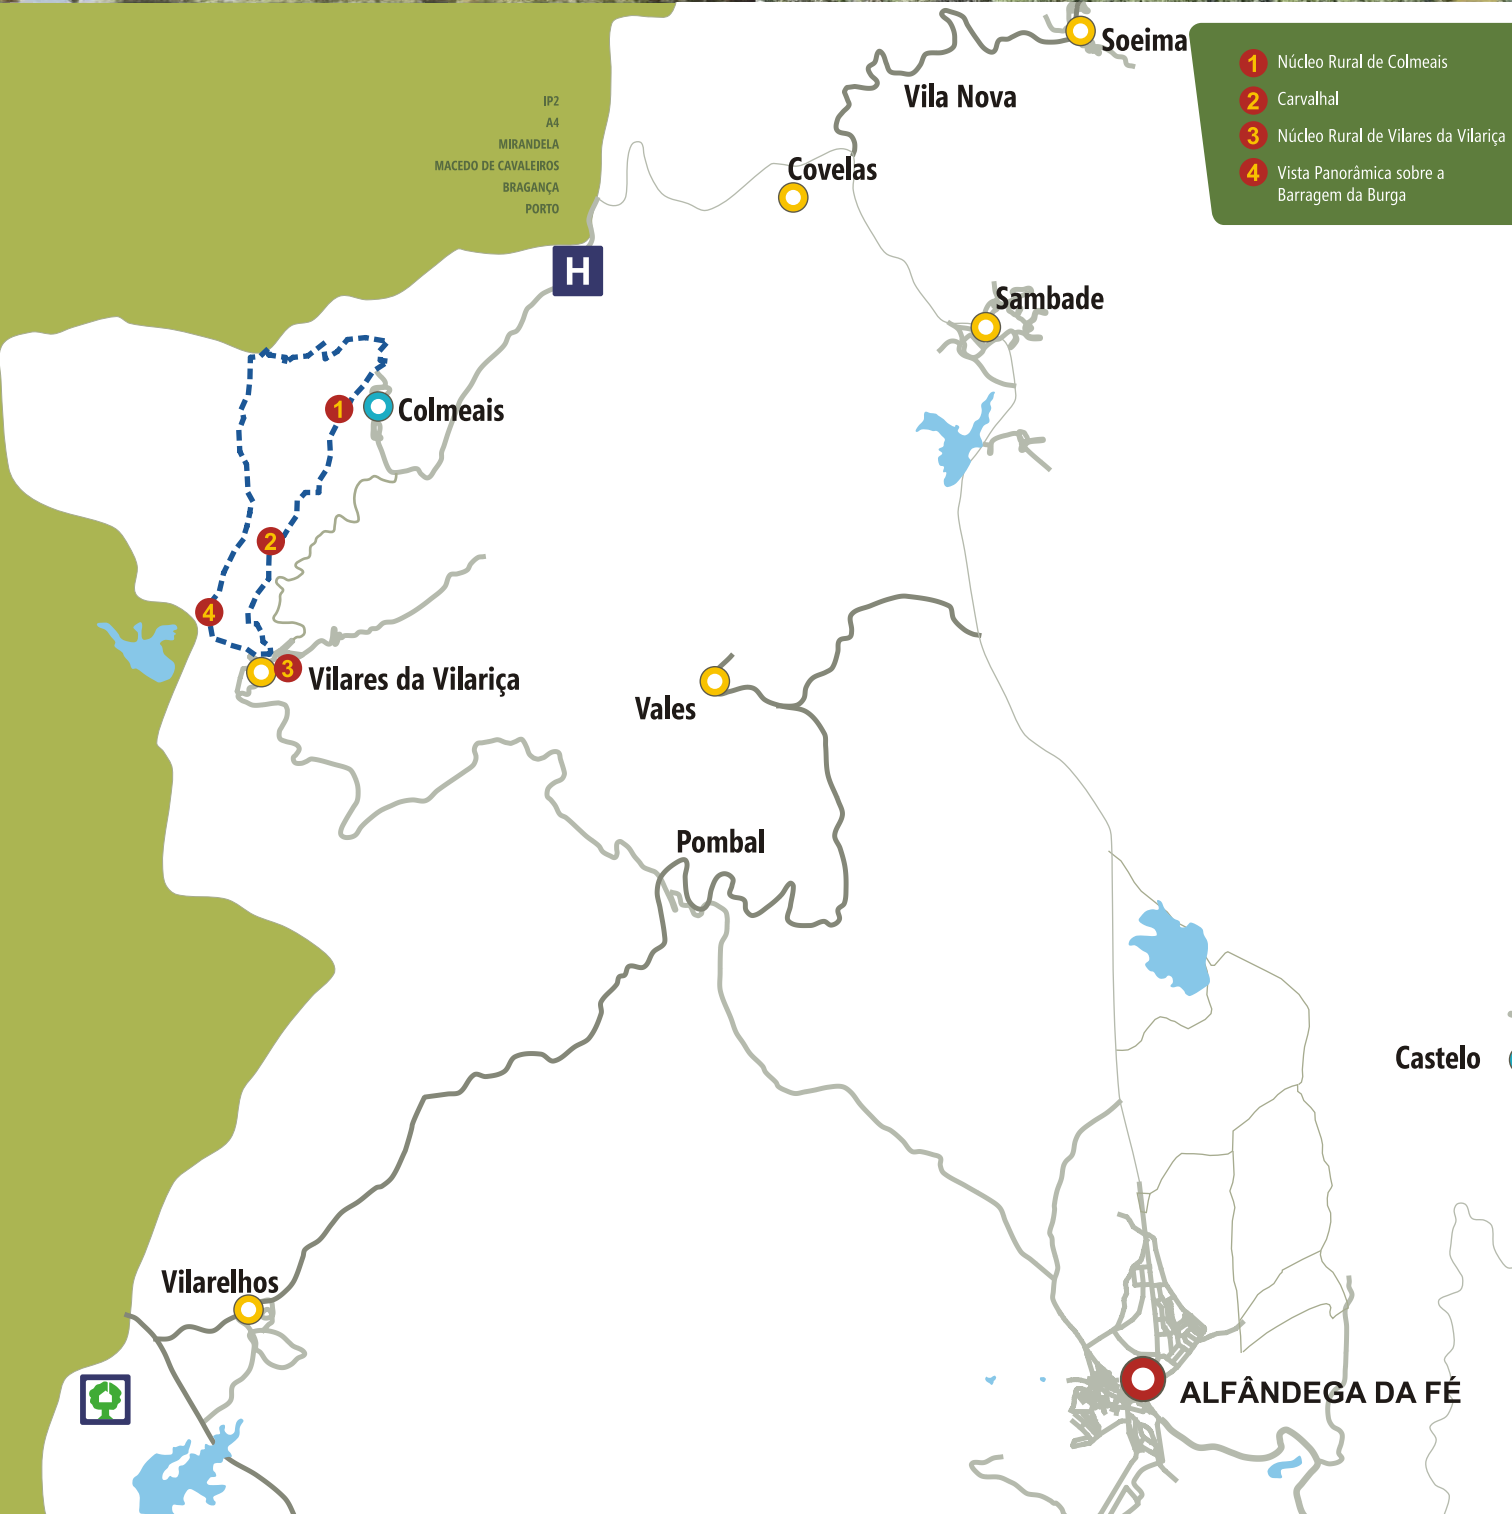 Soeima
Vila Nova
1 Núcleo Rural de Colmeais
2 Carvalhal
3 Núcleo Rural de Vilares da Vilariça
4 Vista Panorâmica sobre a
Barragem da Burga
IP2
A4
MIRANDELA
MACEDO DE CAVALEIROS
BRAGANÇA
PORTO
Covelas
H
Sambade
1
Colmeais
2
4
3
Vilares da Vilariça
Vales
Pombal
Castelo
Vilarelhos
ALFÂNDEGA DA FÉ